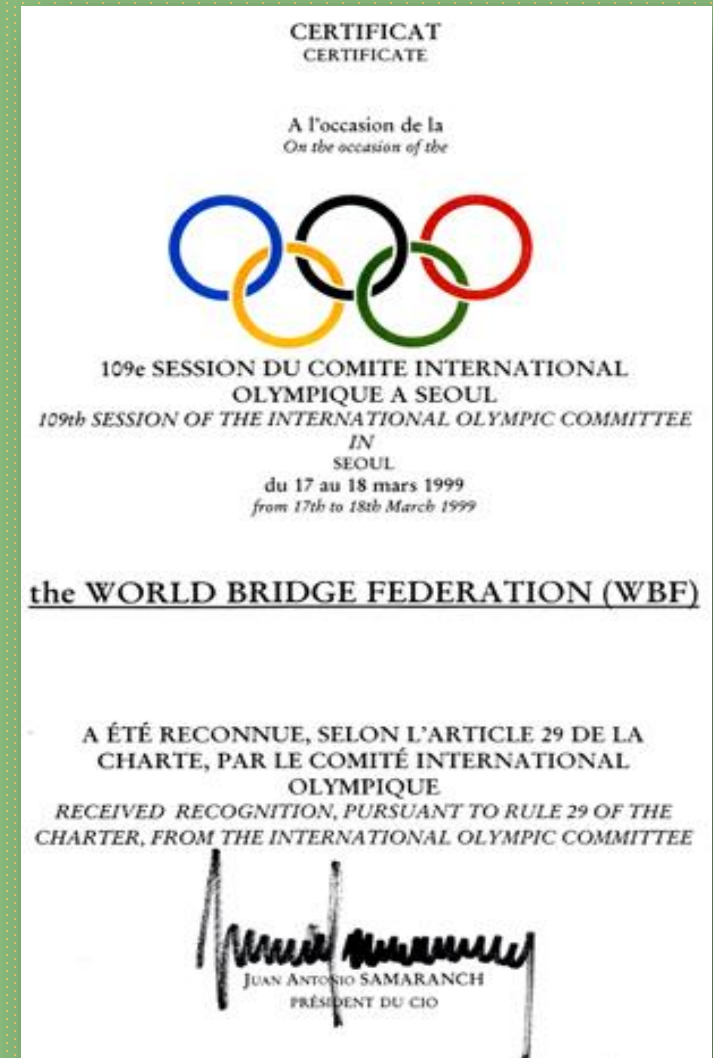 CERTIFICAT
CERTIFICATE
A l'occasion de la
On the occasion of the
109e SESSION DU COMITE INTERNATIONAL
OLYMPIQUE A SEOUL
109th SESSION OF THE INTERNATIONAL OLYMPIC COMMITTEE
IN
SEOUL
du 17 au 18 mars 1999
from 17th to 18th March 1999
the WORLD BRIDGE FEDERATION (WBF)
A ÉTÉ RECONNUE, SELON L'ARTICLE 29 DE LA
CHARTE, PAR LE COMITÉ INTERNATIONAL
OLYMPIQUE
RECEIVED RECOGNITION, PURSUANT TO RULE 29 OF THE
CHARTER, FROM THE INTERNATIONAL OLYMPIC COMMITTEE
JUAN ANTONIO SAMARANCH
PRÉSIDENT DU CIO